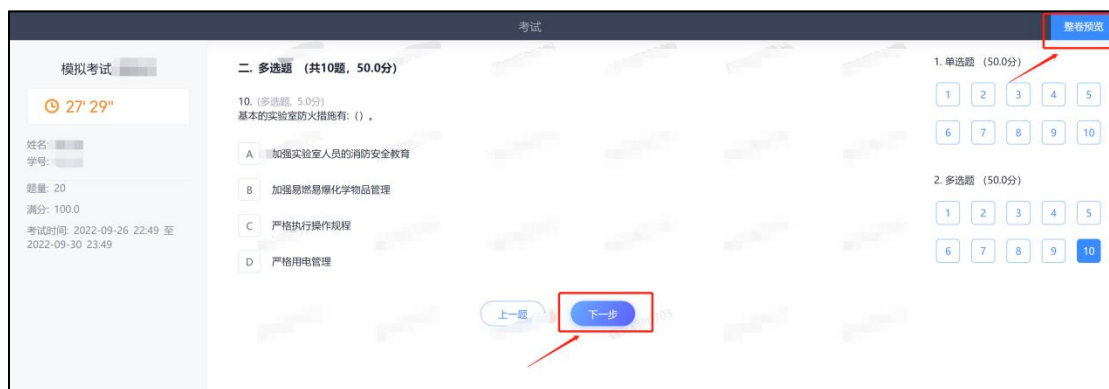 考试
整卷预览
模拟考试
27' 29"
姓名:
学号:
题量: 20
满分: 100.0
考试时间: 2022-09-26 22:49 至
2022-09-30 23:49
二. 多选题 (共10题, 50.0分)
10. (多选题, 5.0分)
基本的实验室防火措施有: ( ) 。
A 加强实验室人员的消防安全教育
B 加强易燃易爆化学物品管理
C 严格执行操作规程
D 严格用电管理
上一题 下一步
1. 单选题 (50.0分)
1 2 3 4 5
6 7 8 9 10
2. 多选题 (50.0分)
1 2 3 4 5
6 7 8 9 10